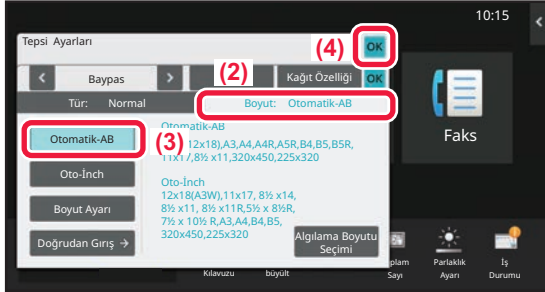 10:15
Tepsi Ayarları
(4)
OK
Baypas
(2)
Kağıt Özelliği
OK
Tür: Normal
Boyut: Otomatik-AB
Otomatik-AB
(3)
Otomatik-AB
12x18),A3,A4,A4R,A5R,B4,B5,B5R,
11x17,8½ x11,320x450,225x320
Oto-İnch
Oto-İnch
12x18(A3W),11x17, 8½ x14,
8½ x11, 8½ x11R,5½ x 8½R,
7½ x 10½ R,A3,A4,B4,B5,
320x450,225x320
Boyut Ayarı
Doğrudan Gırış →
Algılama Boyutu
Seçimi
Faks
Kılavuzu
büyült
plam
Sayı
Parlaklık
Ayarı
İş
Durumu